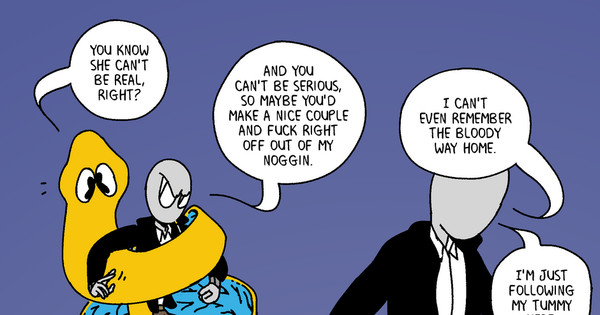 YOU KNOW
SHE CAN'T
BE REAL,
RIGHT?
AND YOU
CAN'T BE SERIOUS,
SO MAYBE YOU'D
MAKE A NICE COUPLE
AND FUCK RIGHT
OFF OUT OF MY
NOGGIN.
I CAN'T
EVEN REMEMBER
THE BLOODY
WAY HOME.
I'M JUST
FOLLOWING
MY TUMMY